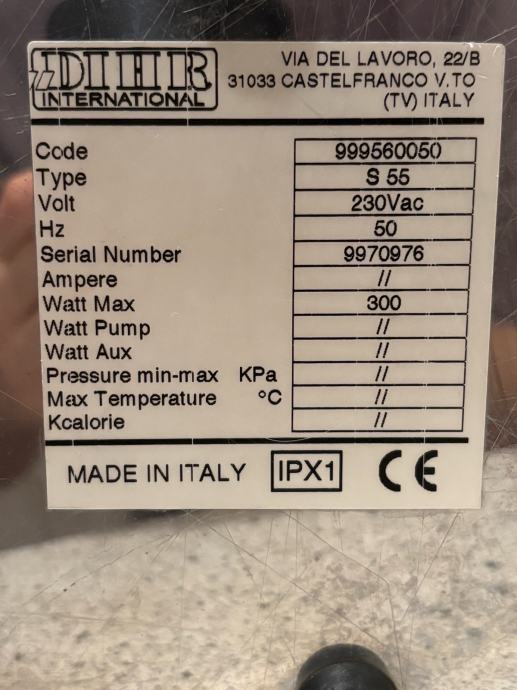 DIHR
INTERNATIONAL
VIA DEL LAVORO, 22/B
31033 CASTELFRANCO V.TO
(TV) ITALY
Code 999560050
Type S 55
Volt 230Vac
Hz 50
Serial Number 9970976
Ampere //
Watt Max 300
Watt Pump //
Watt Aux //
Pressure min-max KPa //
Max Temperature °C //
Kcalorie //
MADE IN ITALY IPX1 CE